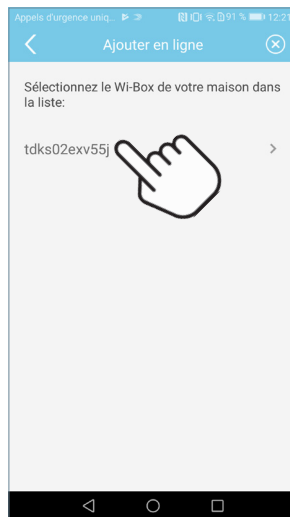 Appels d'urgence uniq... 91 % 12:21
Ajouter en ligne
Sélectionnez le Wi-Box de votre maison dans
la liste:
tdks02exv55j